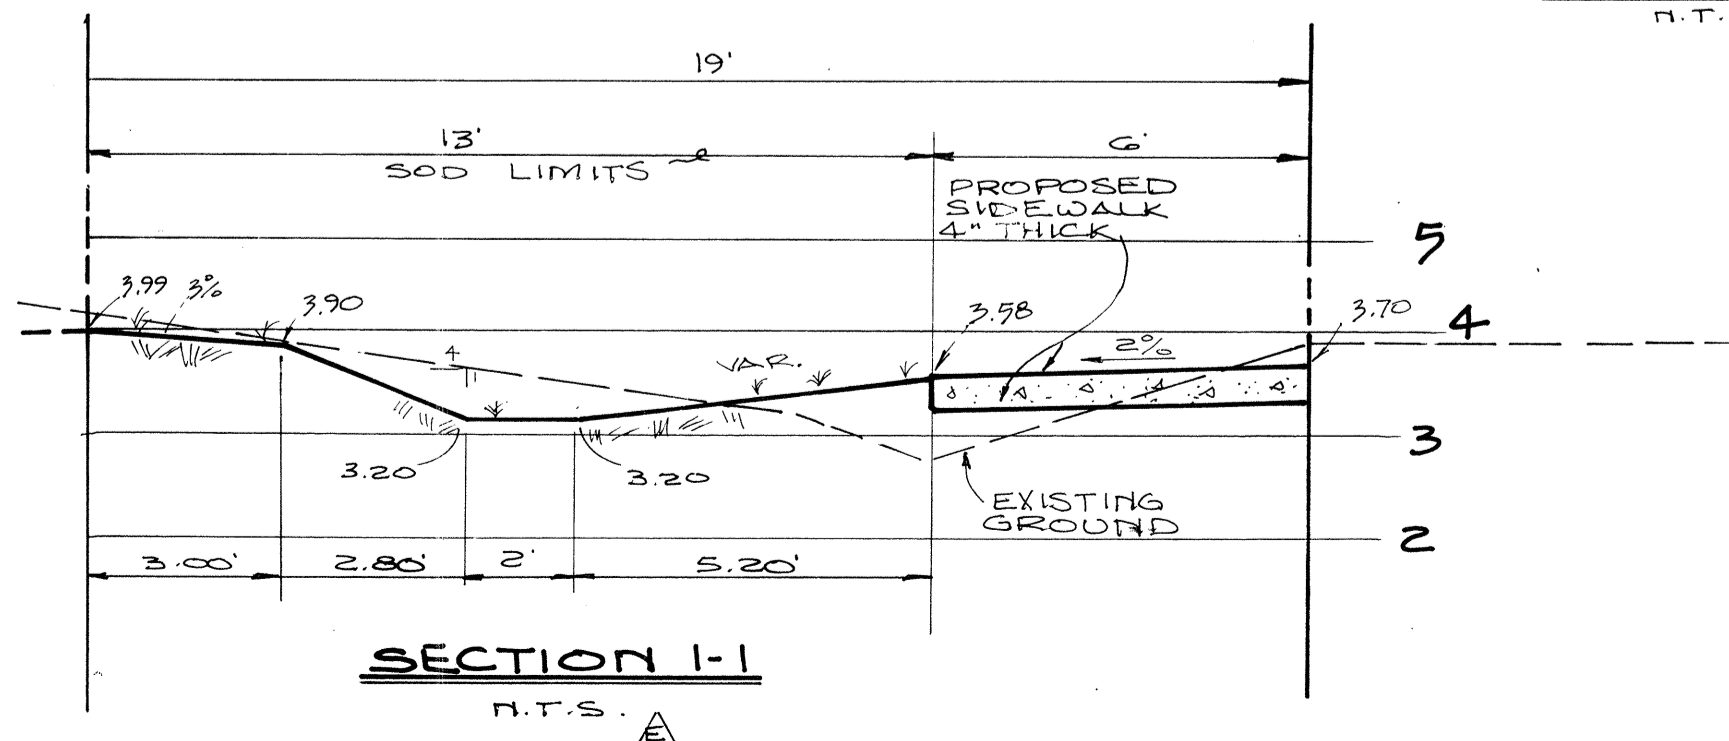 N.T.
19'
13'
6'
SOD LIMITS
PROPOSED
SIDEWALK
4" THICK
5
3.99
3%
3.90
3.58
3.70
4
4
1
VAR.
2%
3.20
3.20
3
EXISTING
GROUND
2
3.00'
2.80'
2'
5.20'
SECTION 1-1
N.T.S.
E